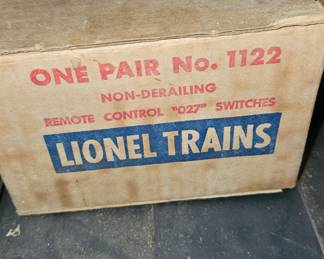 ONE PAIR No. 1122
NON-DERAILING
REMOTE CONTROL "027" SWITCHES
LIONEL TRAINS